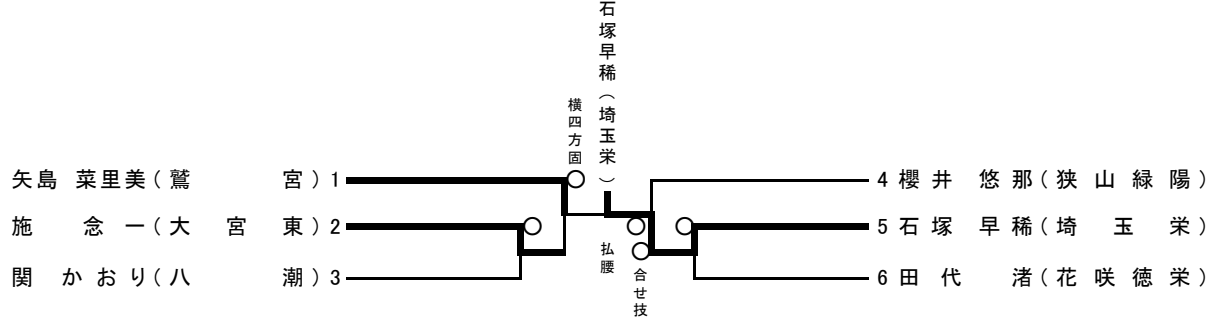 石塚早稀（埼玉栄）
横四方固
矢島 菜里美(鷲 宮) 1
施 念一(大宮東) 2
関 かおり(八 潮) 3
払腰
合せ技
4 櫻井 悠那(狭山緑陽)
5 石塚 早稀(埼玉栄)
6 田代 渚(花咲徳栄)